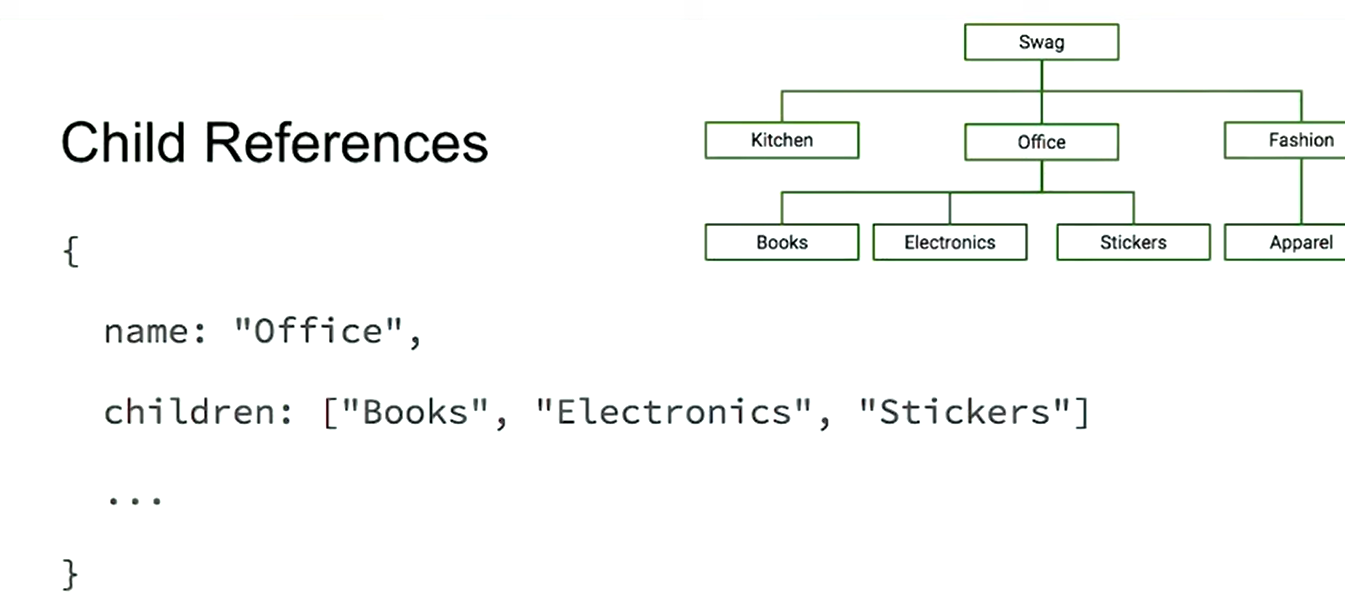 Swag
Kitchen Office Fashion
Books Electronics Stickers Apparel
Child References
{
name: "Office",
children: ["Books", "Electronics", "Stickers"]
...
}